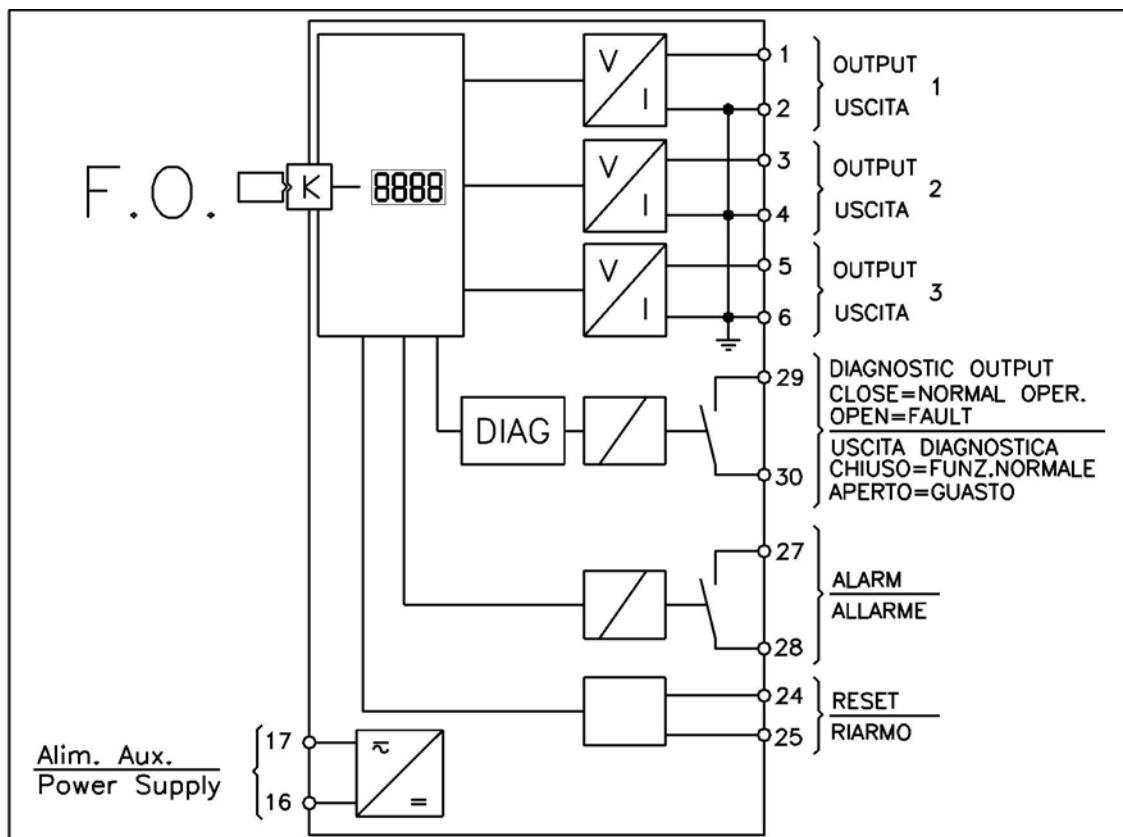 F.O.
K
8888
V
I
1
2
OUTPUT
USCITA
1
V
I
3
4
OUTPUT
USCITA
2
V
I
5
6
OUTPUT
USCITA
3
DIAG
29
30
DIAGNOSTIC OUTPUT
CLOSE=NORMAL OPER.
OPEN=FAULT
USCITA DIAGNOSTICA
CHIUSO=FUNZ.NORMALE
APERTO=GUASTO
27
28
ALARM
ALLARME
24
25
RESET
RIARMO
Alim. Aux.
Power Supply
17
16
=